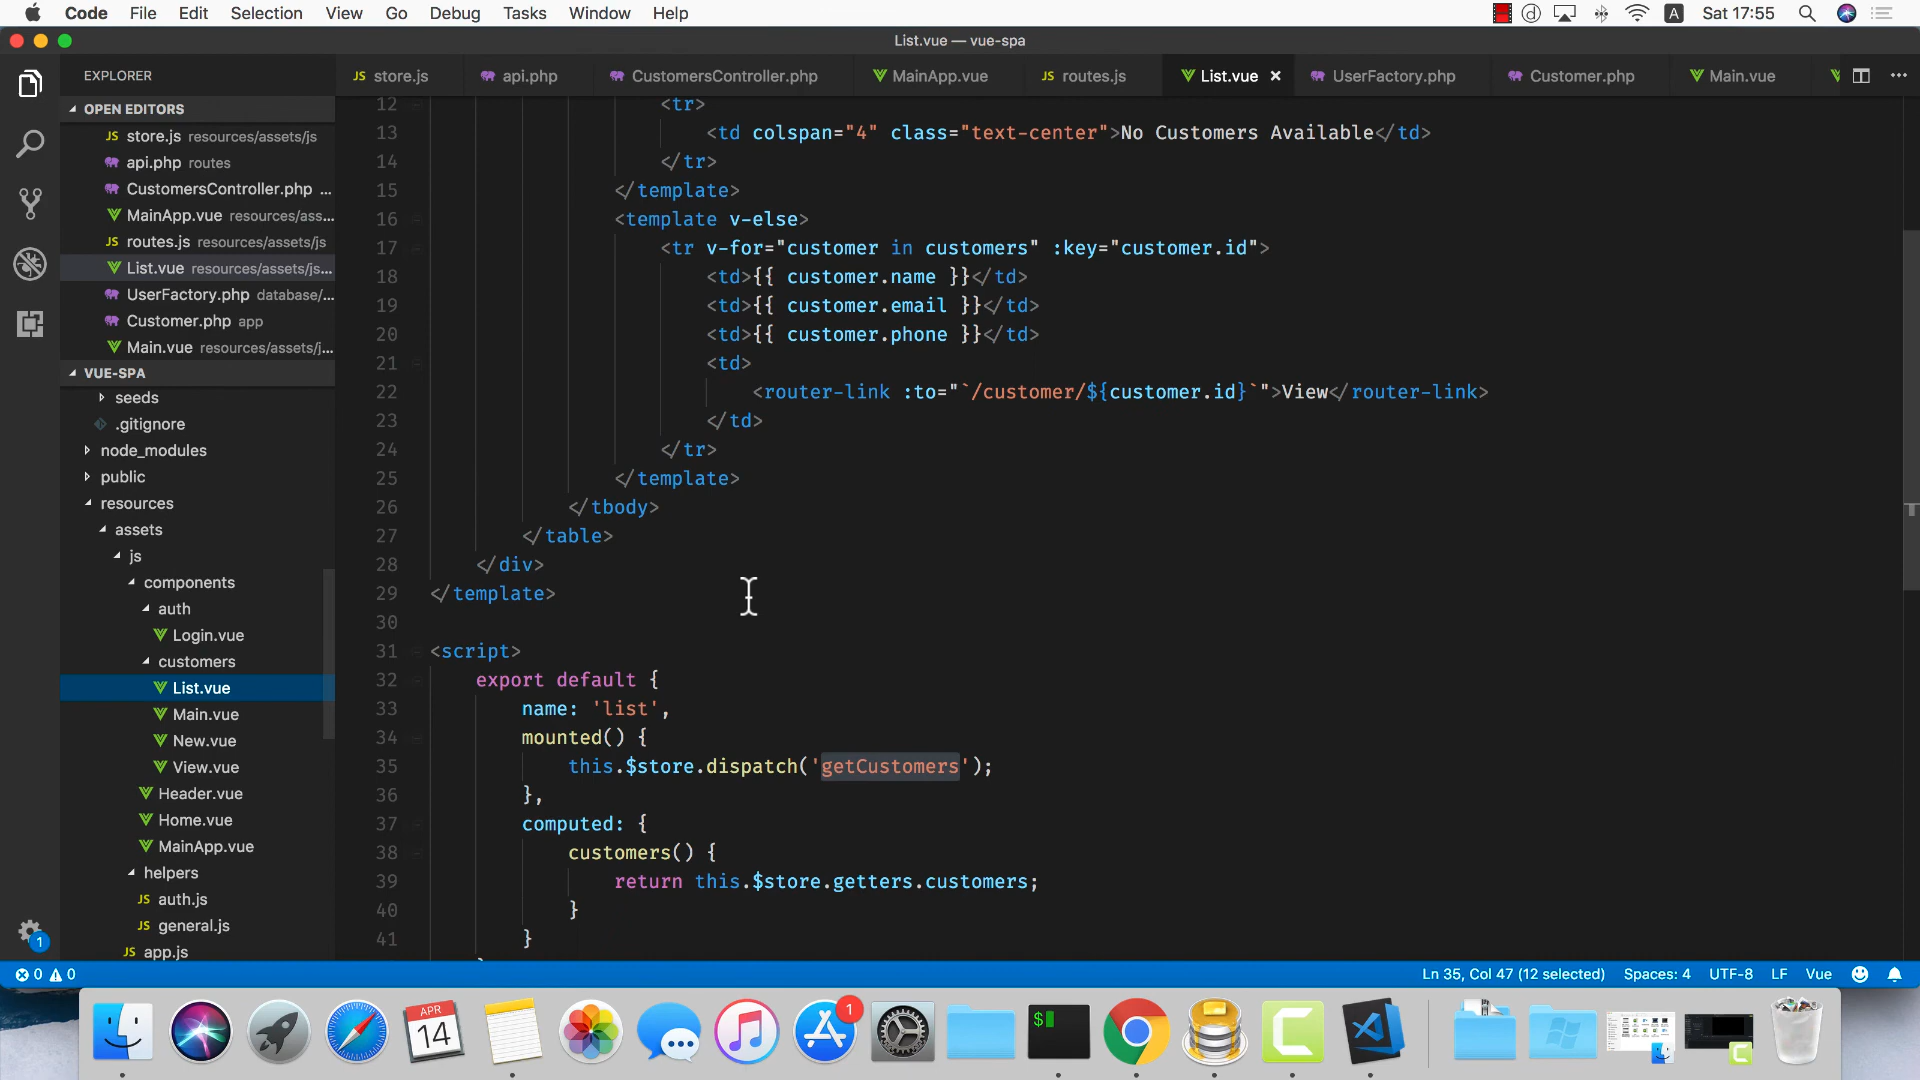 Code File Edit Selection View Go Debug Tasks Window Help
A Sat 17:55
List.vue — vue-spa
EXPLORER
JS store.js api.php CustomersController.php MainApp.vue JS routes.js List.vue × UserFactory.php Customer.php Main.vue
OPEN EDITORS
JS store.js resources/assets/js
api.php routes
CustomersController.php ...
MainApp.vue resources/ass...
JS routes.js resources/assets/js
List.vue resources/assets/js...
UserFactory.php database/...
Customer.php app
Main.vue resources/assets/j...
VUE-SPA
seeds
.gitignore
node_modules
public
resources
assets
js
components
auth
Login.vue
customers
List.vue
Main.vue
New.vue
View.vue
Header.vue
Home.vue
MainApp.vue
helpers
JS auth.js
JS general.js
JS app.js
1
12 <tr>
13 <td colspan="4" class="text-center">No Customers Available</td>
14 </tr>
15 </template>
16 <template v-else>
17 <tr v-for="customer in customers" :key="customer.id">
18 <td>{{ customer.name }}</td>
19 <td>{{ customer.email }}</td>
20 <td>{{ customer.phone }}</td>
21 <td>
22 <router-link :to="`/customer/${customer.id}`">View</router-link>
23 </td>
24 </tr>
25 </template>
26 </tbody>
27 </table>
28 </div>
29 </template>
30
31 <script>
32 export default {
33 name: 'list',
34 mounted() {
35 this.$store.dispatch('getCustomers');
36 },
37 computed: {
38 customers() {
39 return this.$store.getters.customers;
40 }
41 }
0 0
Ln 35, Col 47 (12 selected) Spaces: 4 UTF-8 LF Vue
APR
14
1
$